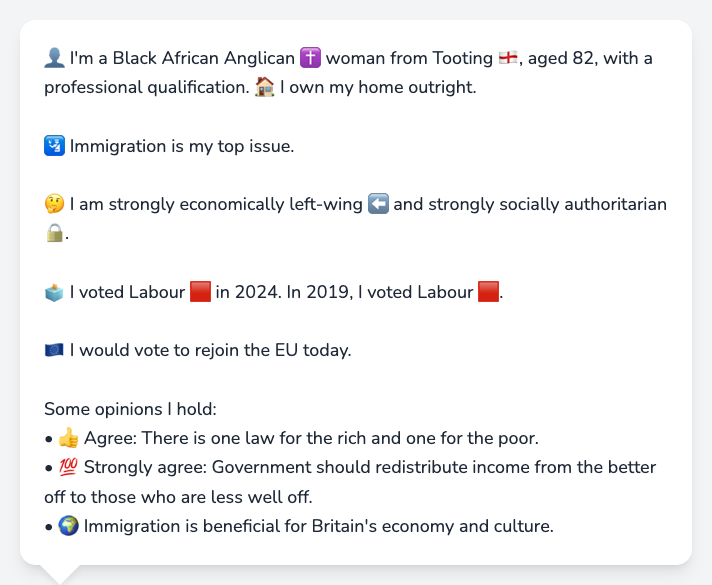 👤 I'm a Black African Anglican ✝️ woman from Tooting 🏴󠁧󠁢󠁥󠁮󠁧󠁿, aged 82, with a
professional qualification. 🏠 I own my home outright.
🛂 Immigration is my top issue.
🤔 I am strongly economically left-wing ⬅️ and strongly socially authoritarian
🔒.
🗳️ I voted Labour 🟥 in 2024. In 2019, I voted Labour 🟥.
🇪🇺 I would vote to rejoin the EU today.
Some opinions I hold:
• 👍 Agree: There is one law for the rich and one for the poor.
• 💯 Strongly agree: Government should redistribute income from the better
off to those who are less well off.
• 🌍 Immigration is beneficial for Britain's economy and culture.